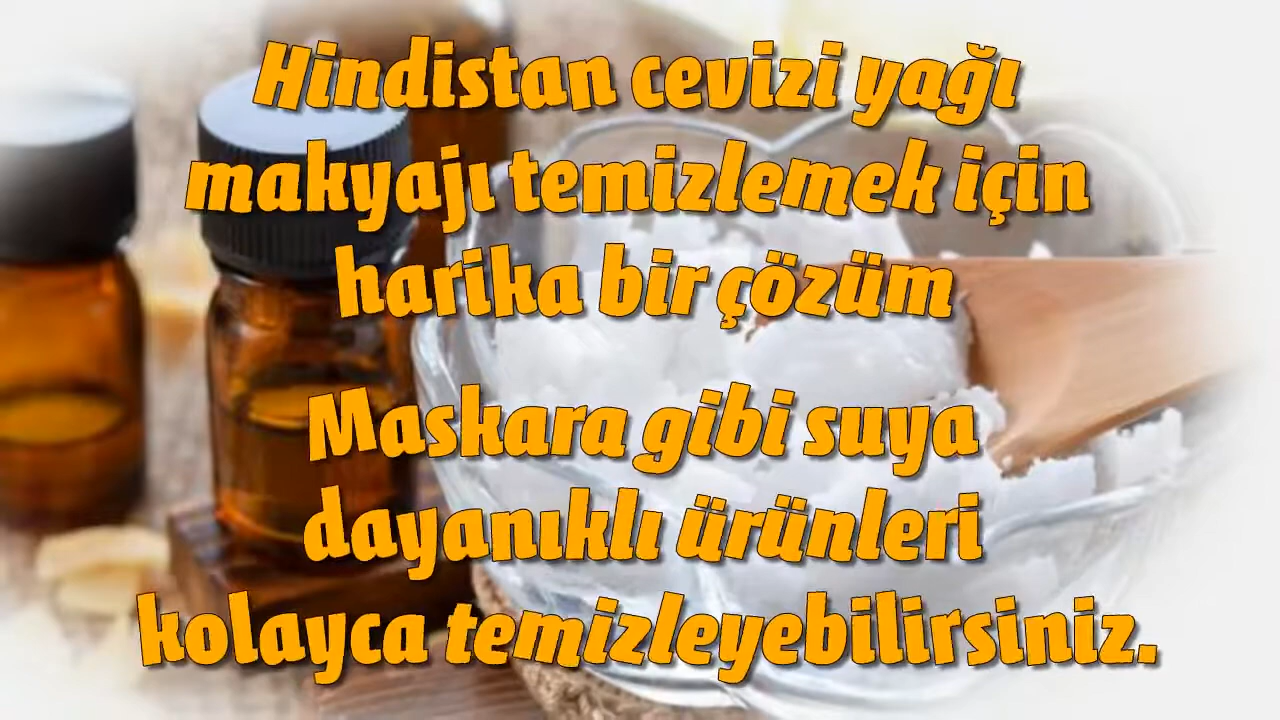 Hindistan cevizi yağı
makyajı temizlemek için
harika bir çözüm
Maskara gibi suya
dayanıklı ürünleri
kolayca temizleyebilirsiniz.